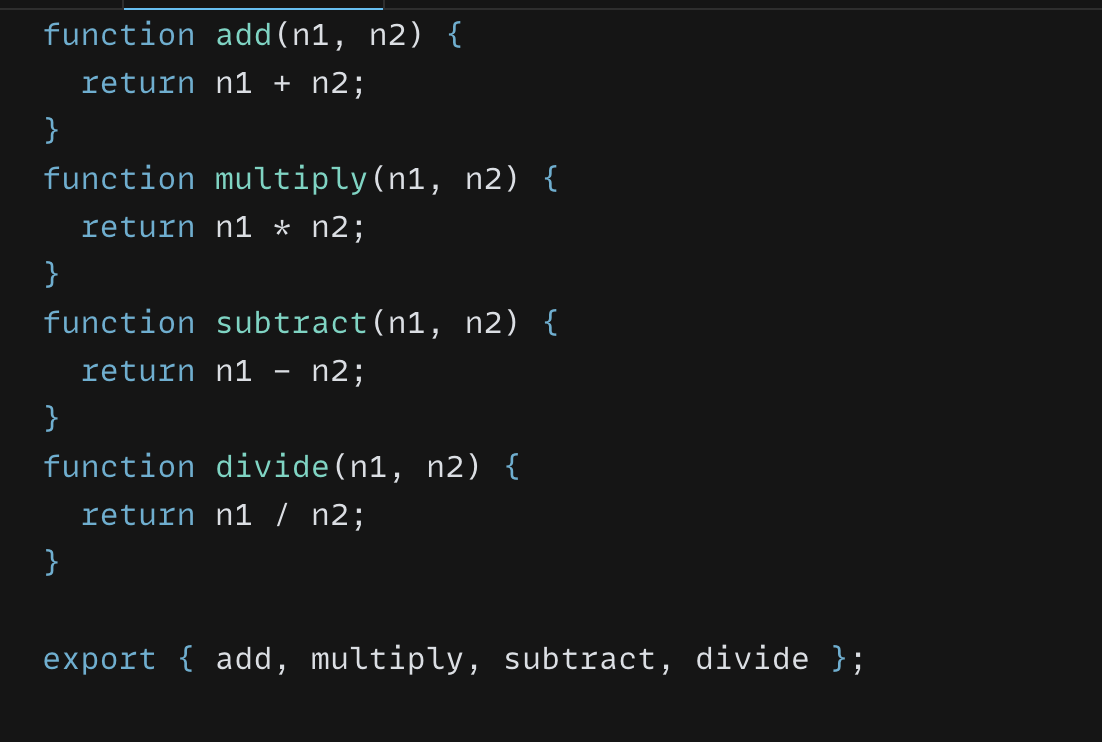 function add(n1, n2) {
  return n1 + n2;
}
function multiply(n1, n2) {
  return n1 * n2;
}
function subtract(n1, n2) {
  return n1 - n2;
}
function divide(n1, n2) {
  return n1 / n2;
}

export { add, multiply, subtract, divide };